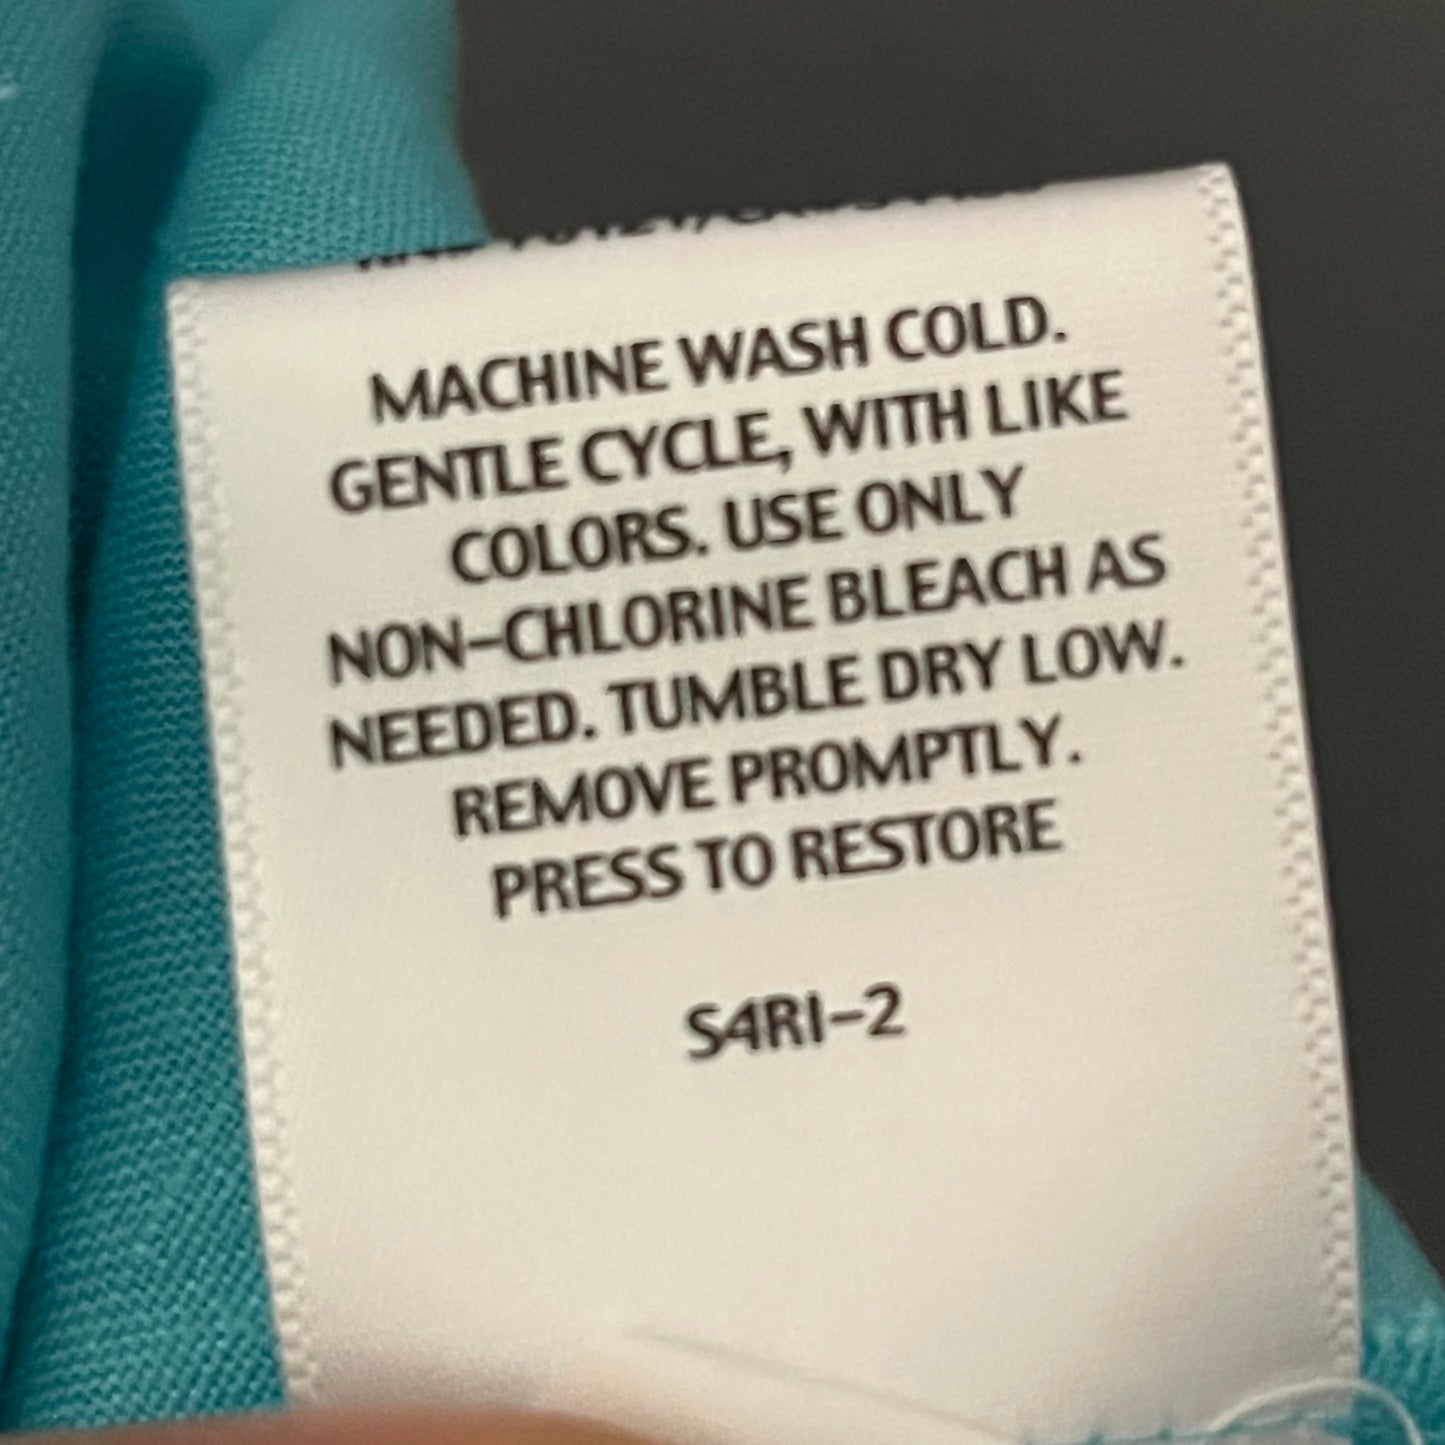 MACHINE WASH COLD.
GENTLE CYCLE, WITH LIKE
COLORS. USE ONLY
NON-CHLORINE BLEACH AS
NEEDED. TUMBLE DRY LOW.
REMOVE PROMPTLY.
PRESS TO RESTORE
S4RI-2